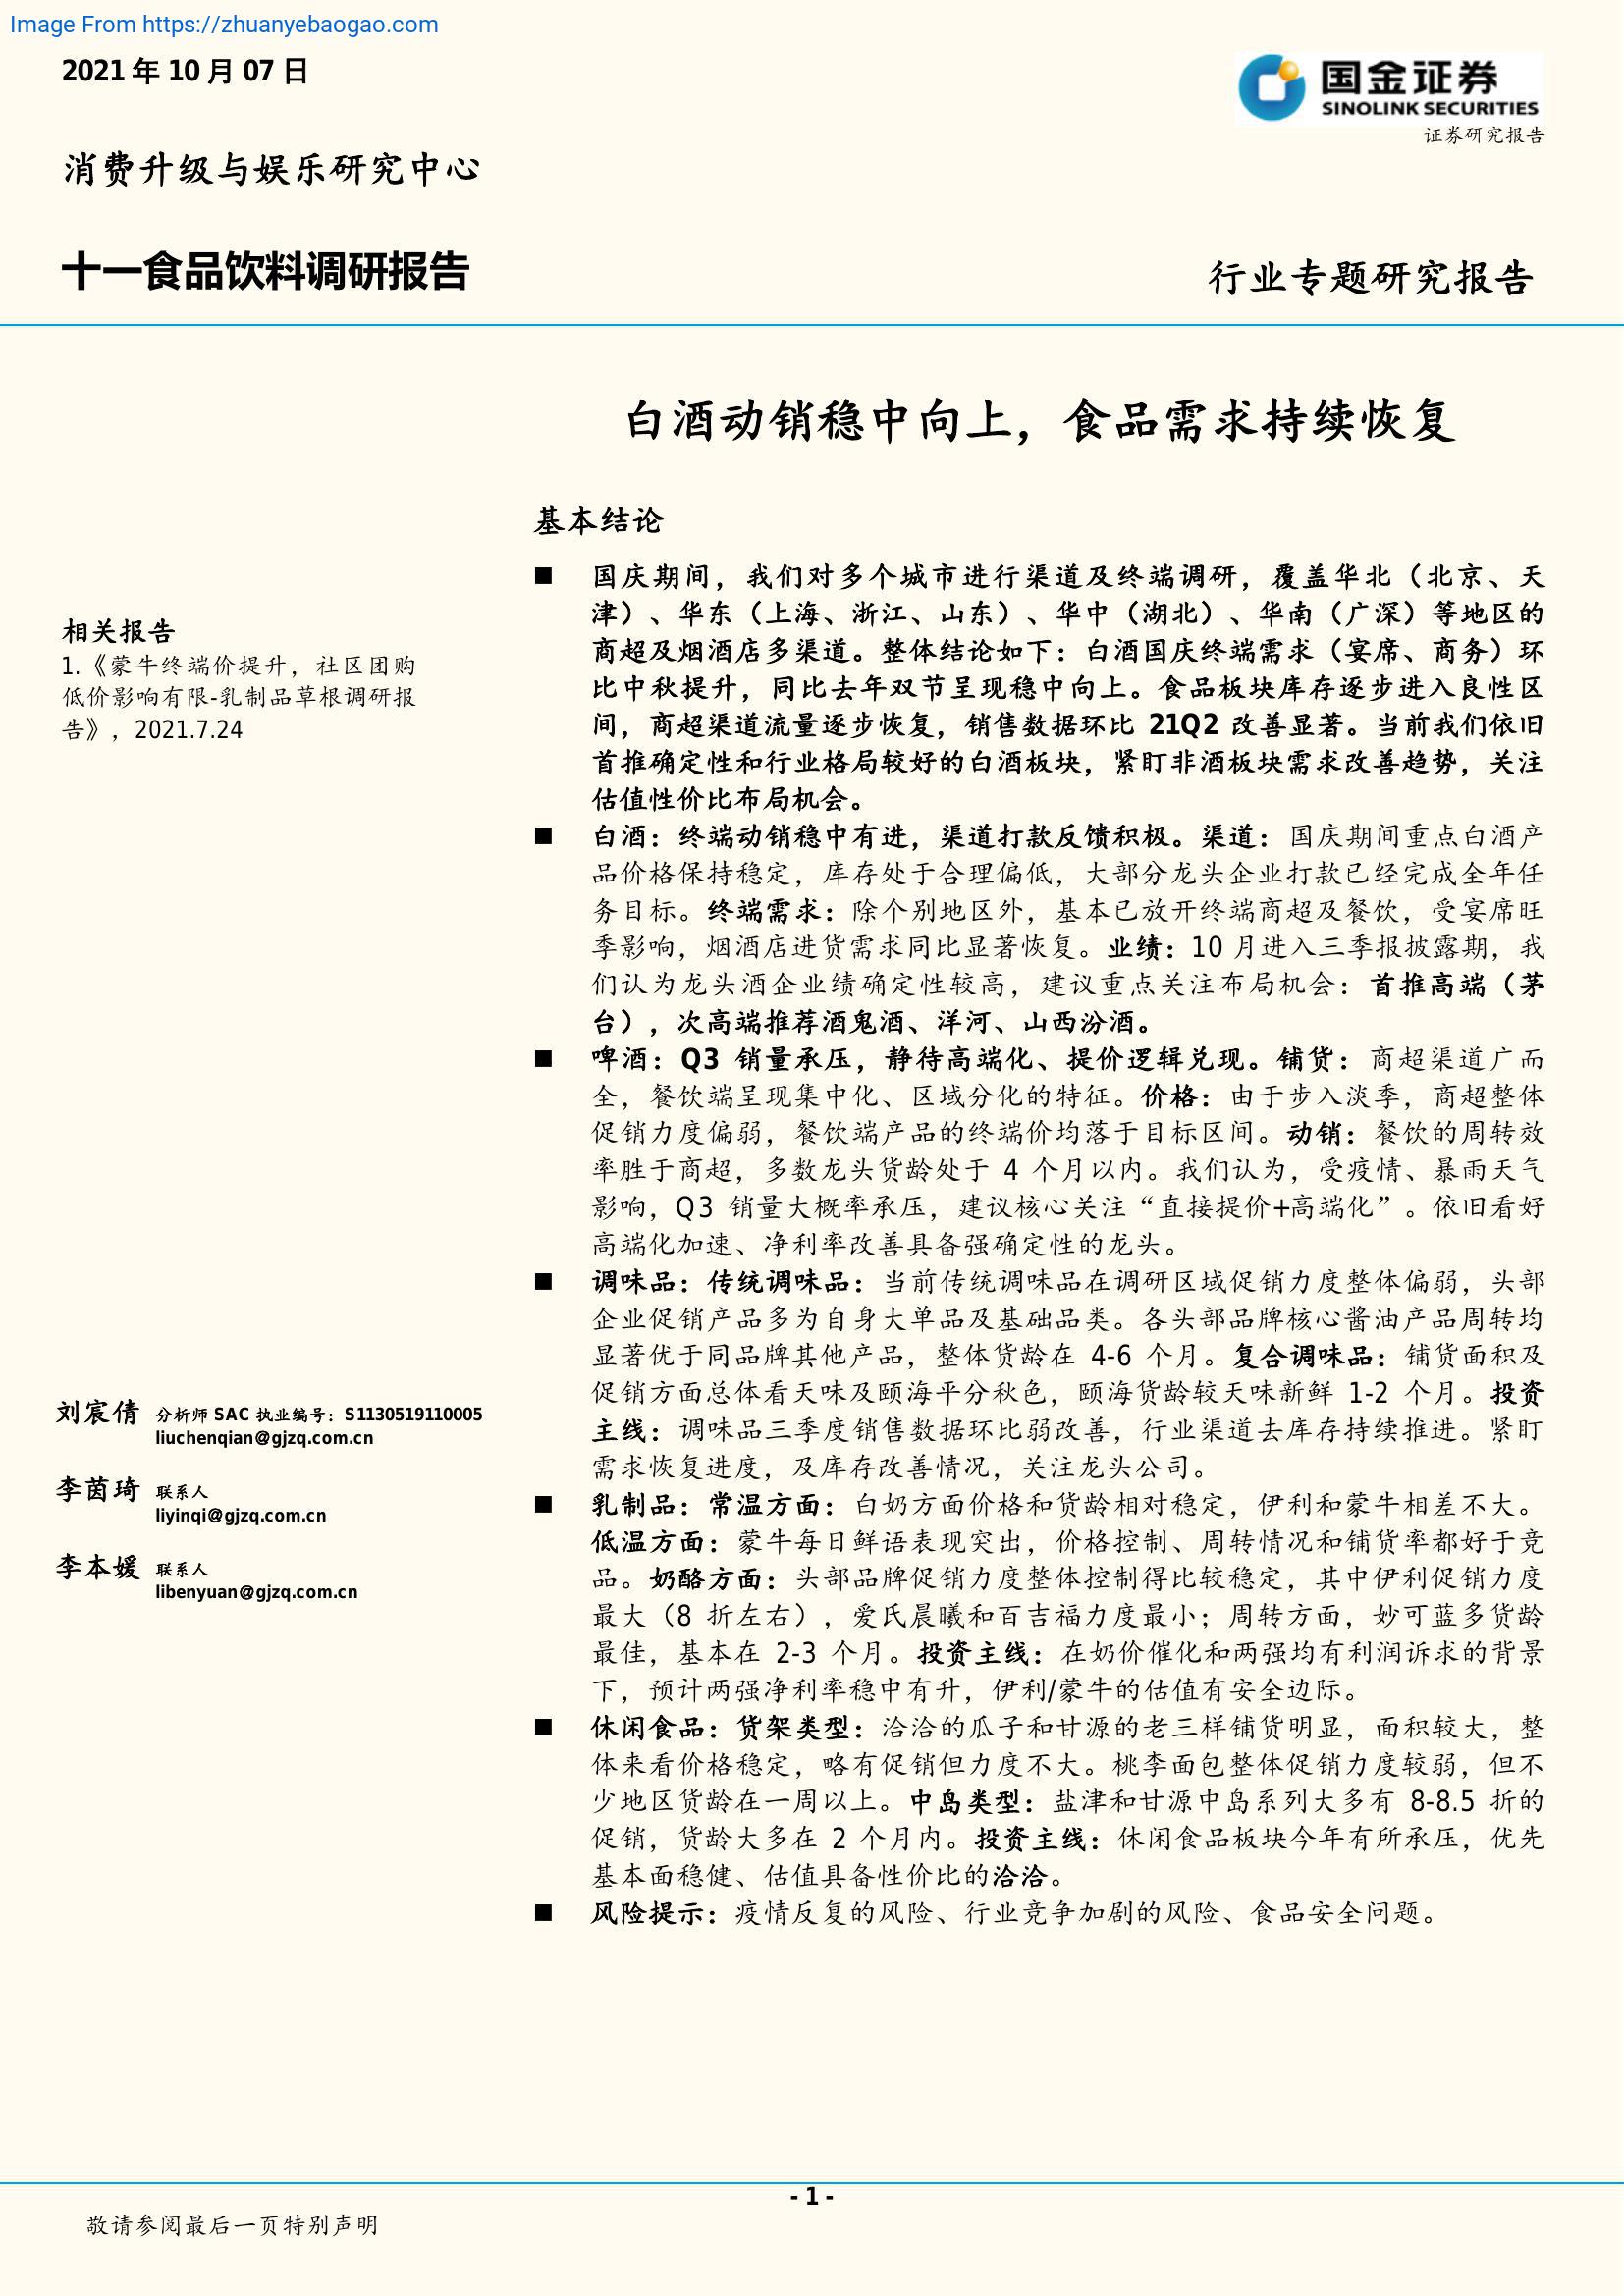 Image From https://zhuanyebaogao.com
2021 年 10 月 07 日
国金证券
SINOLINK SECURITIES
证券研究报告
消费升级与娱乐研究中心
十一食品饮料调研报告
行业专题研究报告
白酒动销稳中向上，食品需求持续恢复
基本结论
■ 国庆期间，我们对多个城市进行渠道及终端调研，覆盖华北（北京、天
津）、华东（上海、浙江、山东）、华中（湖北）、华南（广深）等地区的
商超及烟酒店多渠道。整体结论如下：白酒国庆终端需求（宴席、商务）环
比中秋提升，同比去年双节呈现稳中向上。食品板块库存逐步进入良性区
间，商超渠道流量逐步恢复，销售数据环比 21Q2 改善显著。当前我们依旧
首推确定性和行业格局较好的白酒板块，紧盯非酒板块需求改善趋势，关注
估值性价比布局机会。
■ 白酒：终端动销稳中有进，渠道打款反馈积极。渠道：国庆期间重点白酒产
品价格保持稳定，库存处于合理偏低，大部分龙头企业打款已经完成全年任
务目标。终端需求：除个别地区外，基本已放开终端商超及餐饮，受宴席旺
季影响，烟酒店进货需求同比显著恢复。业绩：10 月进入三季报披露期，我
们认为龙头酒企业绩确定性较高，建议重点关注布局机会：首推高端（茅
台），次高端推荐酒鬼酒、洋河、山西汾酒。
■ 啤酒：Q3 销量承压，静待高端化、提价逻辑兑现。铺货：商超渠道广而
全，餐饮端呈现集中化、区域分化的特征。价格：由于步入淡季，商超整体
促销力度偏弱，餐饮端产品的终端价均落于目标区间。动销：餐饮的周转效
率胜于商超，多数龙头货龄处于 4 个月以内。我们认为，受疫情、暴雨天气
影响，Q3 销量大概率承压，建议核心关注“直接提价+高端化”。依旧看好
高端化加速、净利率改善具备强确定性的龙头。
■ 调味品：传统调味品：当前传统调味品在调研区域促销力度整体偏弱，头部
企业促销产品多为自身大单品及基础品类。各头部品牌核心酱油产品周转均
显著优于同品牌其他产品，整体货龄在 4-6 个月。复合调味品：铺货面积及
促销方面总体看天味及颐海平分秋色，颐海货龄较天味新鲜 1-2 个月。投资
主线：调味品三季度销售数据环比弱改善，行业渠道去库存持续推进。紧盯
需求恢复进度，及库存改善情况，关注龙头公司。
■ 乳制品：常温方面：白奶方面价格和货龄相对稳定，伊利和蒙牛相差不大。
低温方面：蒙牛每日鲜语表现突出，价格控制、周转情况和铺货率都好于竞
品。奶酪方面：头部品牌促销力度整体控制得比较稳定，其中伊利促销力度
最大（8 折左右），爱氏晨曦和百吉福力度最小；周转方面，妙可蓝多货龄
最佳，基本在 2-3 个月。投资主线：在奶价催化和两强均有利润诉求的背景
下，预计两强净利率稳中有升，伊利/蒙牛的估值有安全边际。
■ 休闲食品：货架类型：洽洽的瓜子和甘源的老三样铺货明显，面积较大，整
体来看价格稳定，略有促销但力度不大。桃李面包整体促销力度较弱，但不
少地区货龄在一周以上。中岛类型：盐津和甘源中岛系列大多有 8-8.5 折的
促销，货龄大多在 2 个月内。投资主线：休闲食品板块今年有所承压，优先
基本面稳健、估值具备性价比的洽洽。
■ 风险提示：疫情反复的风险、行业竞争加剧的风险、食品安全问题。
相关报告
1.《蒙牛终端价提升，社区团购
低价影响有限-乳制品草根调研报
告》，2021.7.24
刘宸倩 分析师 SAC 执业编号：S1130519110005
liuchenqian@gjzq.com.cn
李茵琦 联系人
liyinqi@gjzq.com.cn
李本媛 联系人
libenyuan@gjzq.com.cn
- 1 -
敬请参阅最后一页特别声明